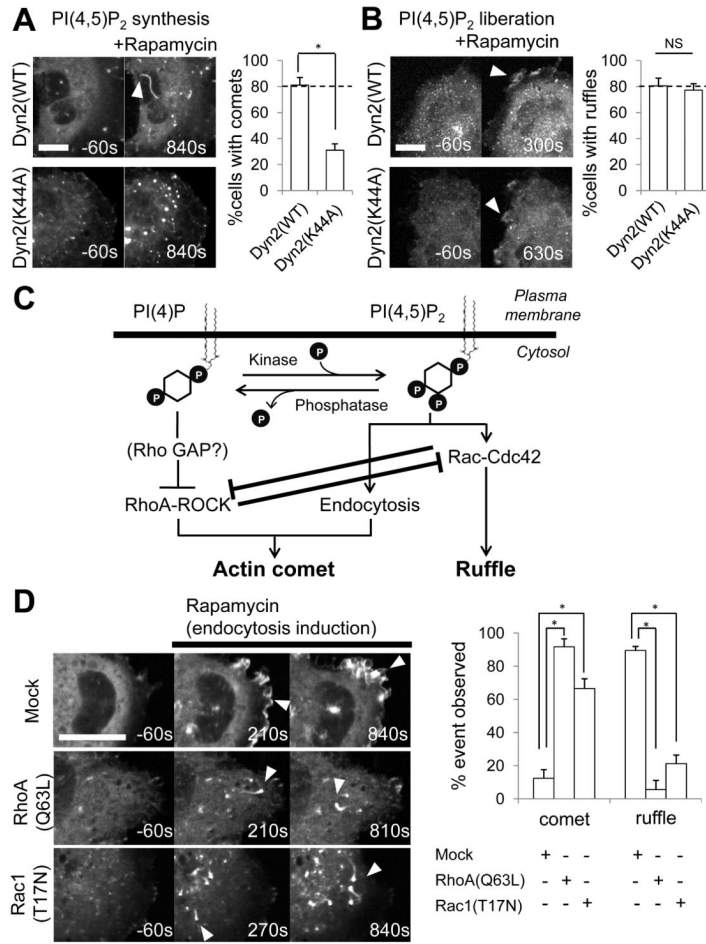 A
PI(4,5)P2 synthesis
+Rapamycin
Dyn2(WT)
-60s
840s
Dyn2(K44A)
-60s
840s
%cells with comets
100
80
60
40
20
0
*
Dyn2(WT)
Dyn2(K44A)
B
PI(4,5)P2 liberation
+Rapamycin
Dyn2(WT)
-60s
300s
Dyn2(K44A)
-60s
630s
%cells with ruffles
100
80
60
40
20
0
NS
Dyn2(WT)
Dyn2(K44A)
C
PI(4)P
PI(4,5)P2
Plasma
membrane
Cytosol
P
Kinase
P P
P P P
Phosphatase
P
(Rho GAP?)
Rac-Cdc42
RhoA-ROCK
Endocytosis
Actin comet
Ruffle
D
Rapamycin
(endocytosis induction)
Mock
-60s
210s
840s
RhoA
(Q63L)
-60s
210s
810s
Rac1
(T17N)
-60s
270s
840s
% event observed
100
80
60
40
20
0
* * * *
comet
ruffle
Mock + - - + - -
RhoA(Q63L) - + - - + -
Rac1(T17N) - - + - - +